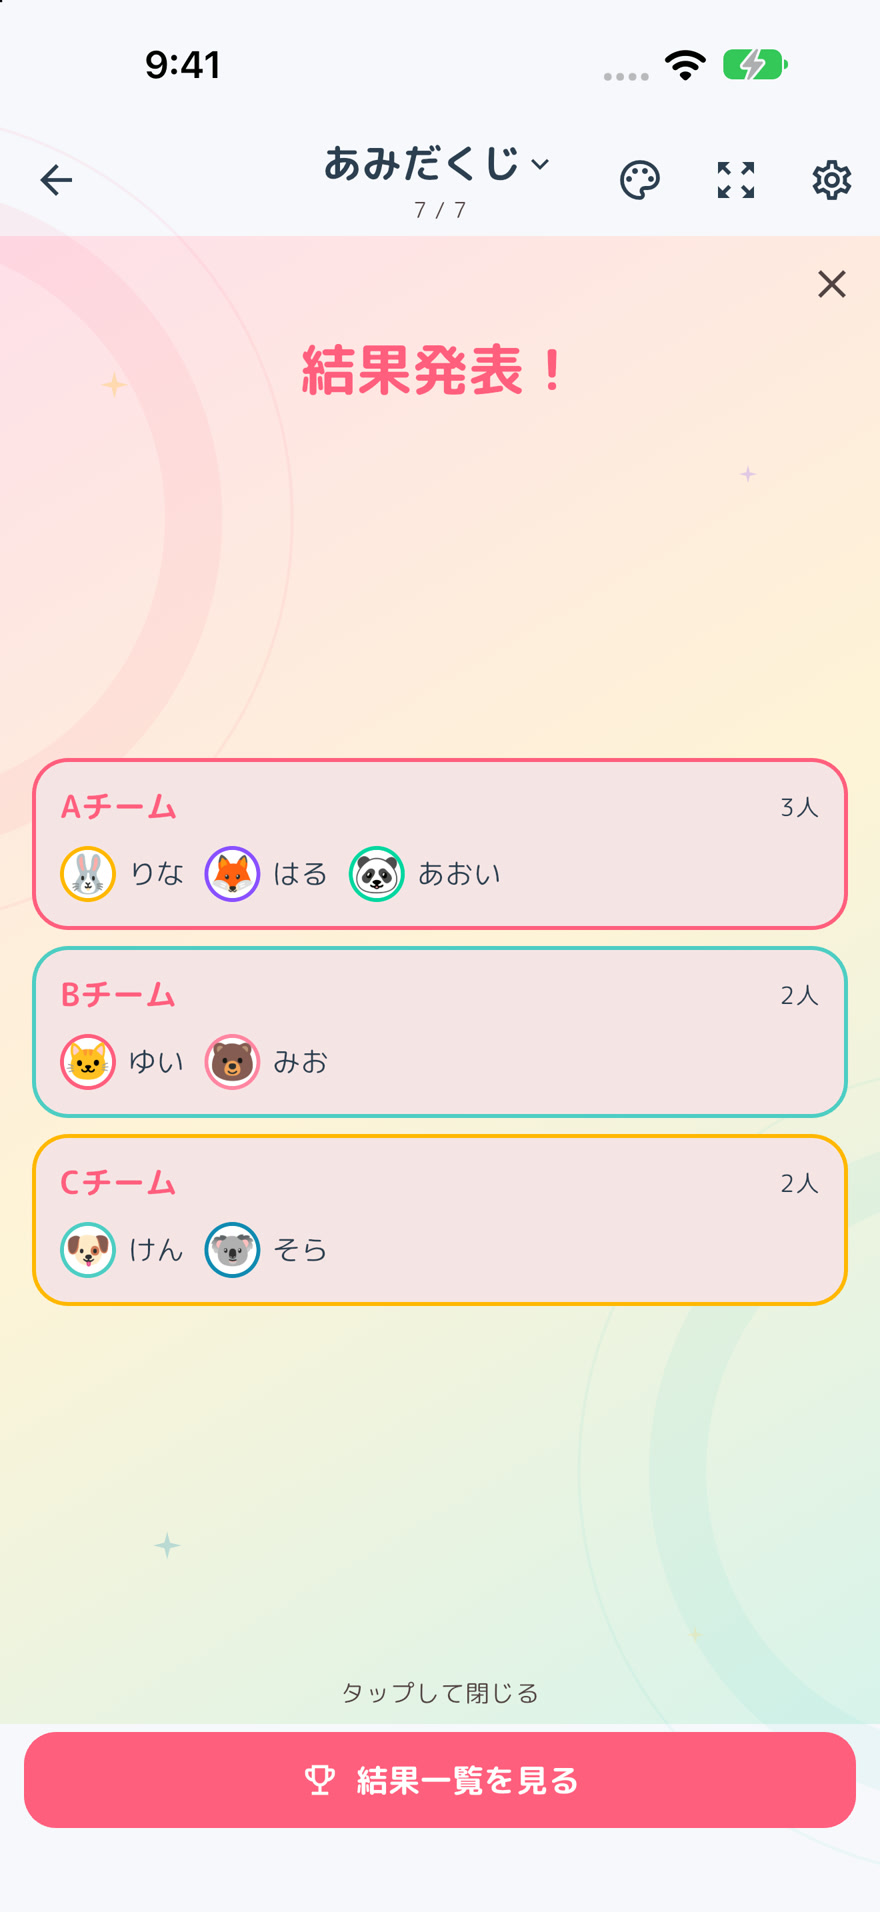 9:41
あみだくじ
7 / 7
結果発表！
Aチーム 3人
りな はる あおい
Bチーム 2人
ゆい みお
Cチーム 2人
けん そら
タップして閉じる
結果一覧を見る